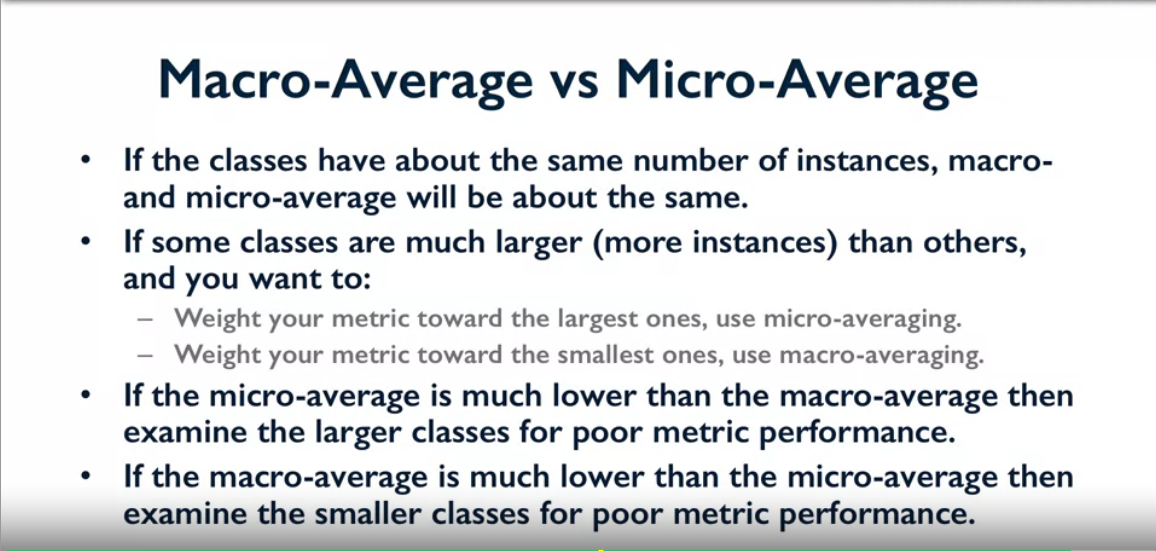 Macro-Average vs Micro-Average
• If the classes have about the same number of instances, macro-
and micro-average will be about the same.
• If some classes are much larger (more instances) than others,
and you want to:
– Weight your metric toward the largest ones, use micro-averaging.
– Weight your metric toward the smallest ones, use macro-averaging.
• If the micro-average is much lower than the macro-average then
examine the larger classes for poor metric performance.
• If the macro-average is much lower than the micro-average then
examine the smaller classes for poor metric performance.